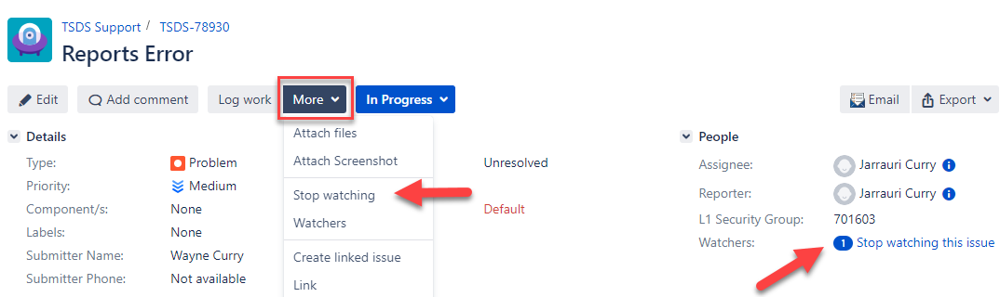 TSDS Support / TSDS-78930
Reports Error
Edit Add comment Log work More In Progress Email Export
Details
Type: Problem
Priority: Medium
Component/s: None
Labels: None
Submitter Name: Wayne Curry
Submitter Phone: Not available
Attach files
Attach Screenshot
Stop watching
Watchers
Create linked issue
Link
Unresolved
Default
People
Assignee: Jarrauri Curry
Reporter: Jarrauri Curry
L1 Security Group: 701603
Watchers: 1 Stop watching this issue